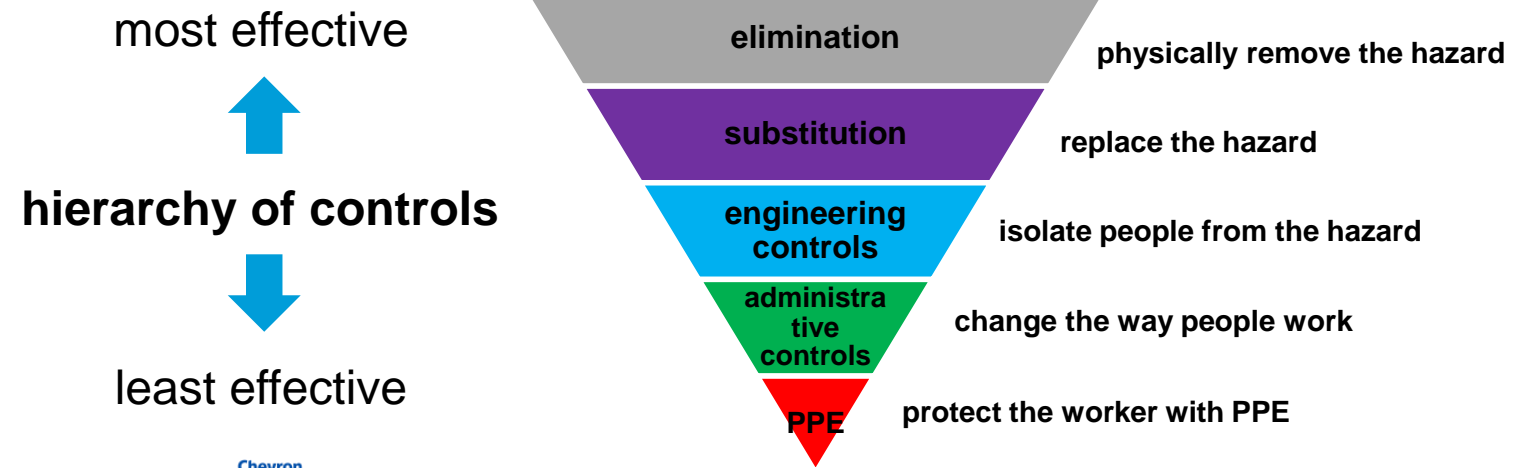 most effective
hierarchy of controls
least effective
elimination
physically remove the hazard
substitution
replace the hazard
engineering
controls
isolate people from the hazard
administra
tive
controls
change the way people work
PPE
protect the worker with PPE
Chevron